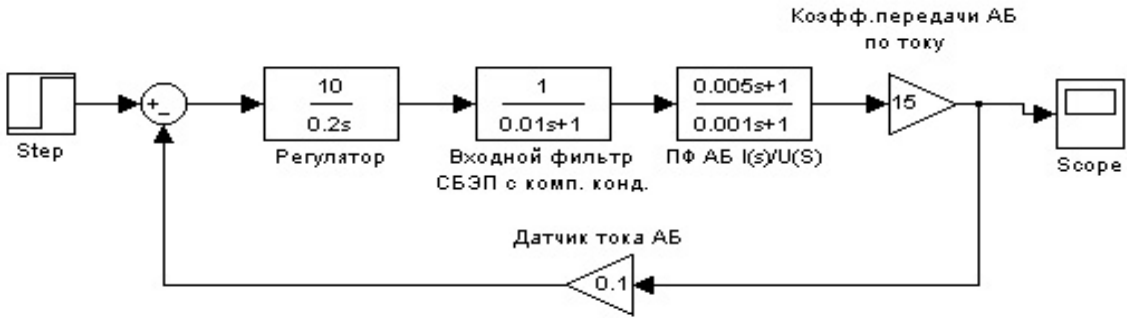 Коэфф.передачи АБ
по току
10
0.2s
1
0.01s+1
0.005s+1
0.001s+1
15
Step
Регулятор
Входной фильтр
СБЭП с комп. конд.
ПФ АБ I(s)/U(S)
Scope
Датчик тока АБ
0.1